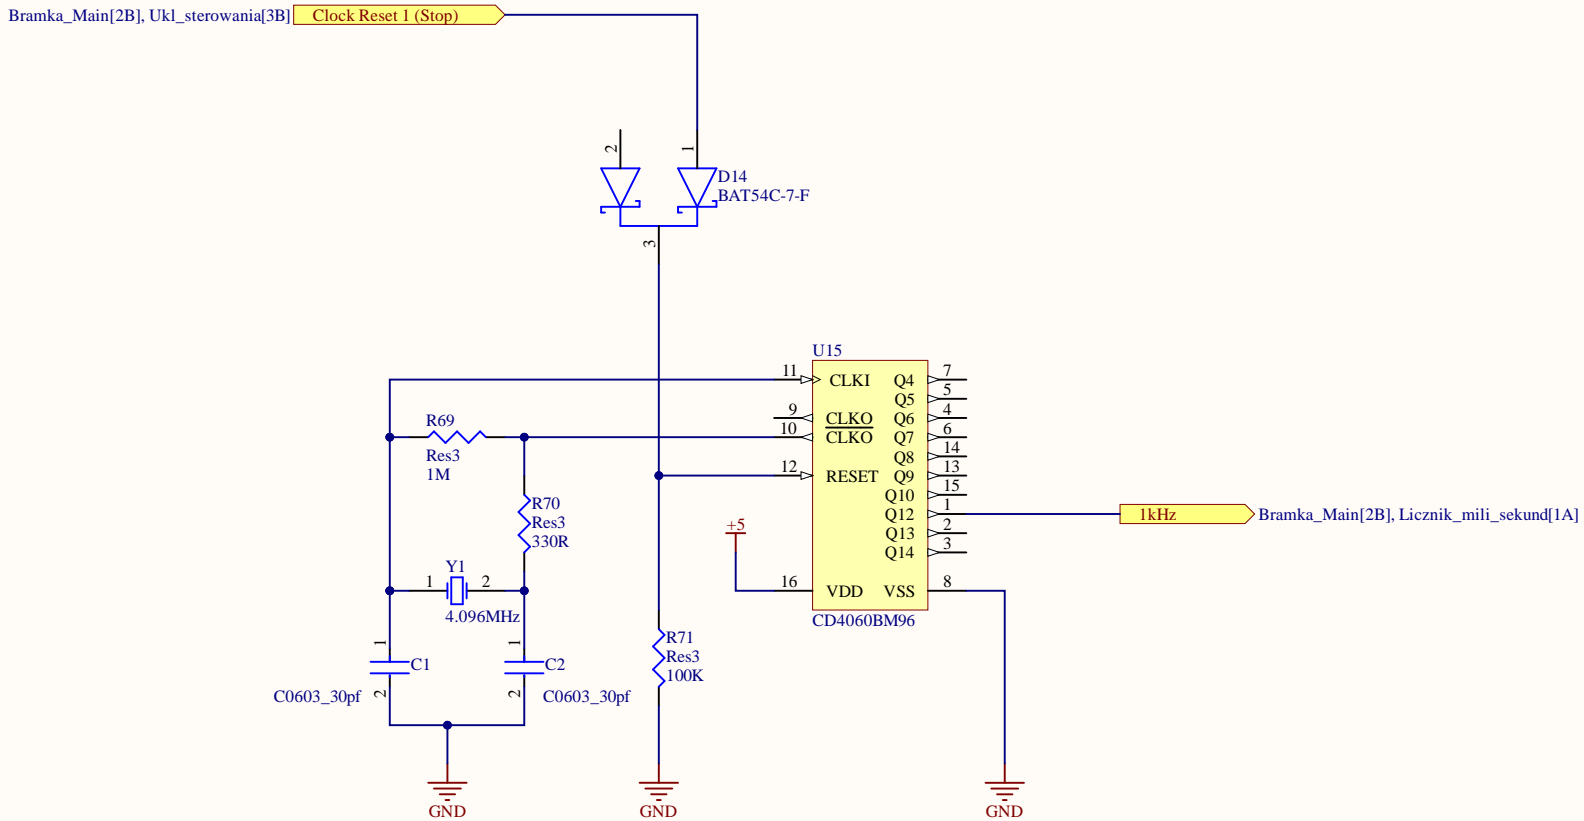 Bramka_Main[2B], Ukl_sterowania[3B] Clock Reset 1 (Stop)
2
1
D14
BAT54C-7-F
3
U15
11 CLKI Q4 7
Q5 5
9 CLKO Q6 4
10 CLKO Q7 6
Q8 14
12 RESET Q9 13
Q10 15
Q12 1
Q13 2
Q14 3
16 VDD VSS 8
CD4060BM96
1kHz Bramka_Main[2B], Licznik_mili_sekund[1A]
+5
R69
Res3
1M
R70
Res3
330R
Y1
1 2
4.096MHz
1
C1
2
C0603_30pf
1
C2
2
C0603_30pf
R71
Res3
100K
GND
GND
GND